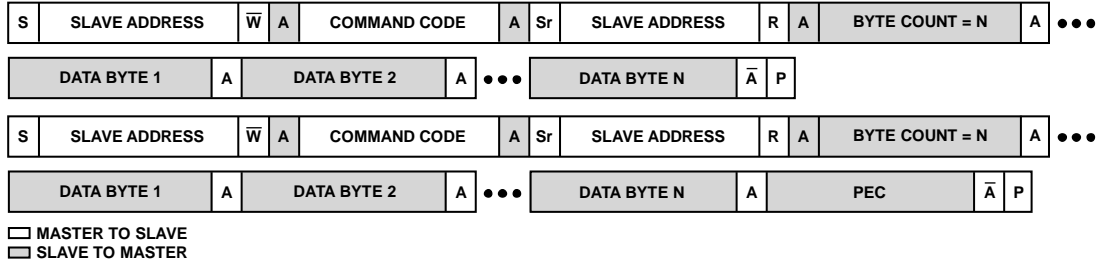 S SLAVE ADDRESS W̅ A COMMAND CODE A Sr SLAVE ADDRESS R A BYTE COUNT = N A •••
DATA BYTE 1 A DATA BYTE 2 A ••• DATA BYTE N A̅ P
S SLAVE ADDRESS W̅ A COMMAND CODE A Sr SLAVE ADDRESS R A BYTE COUNT = N A •••
DATA BYTE 1 A DATA BYTE 2 A ••• DATA BYTE N A PEC A̅ P
MASTER TO SLAVE
SLAVE TO MASTER